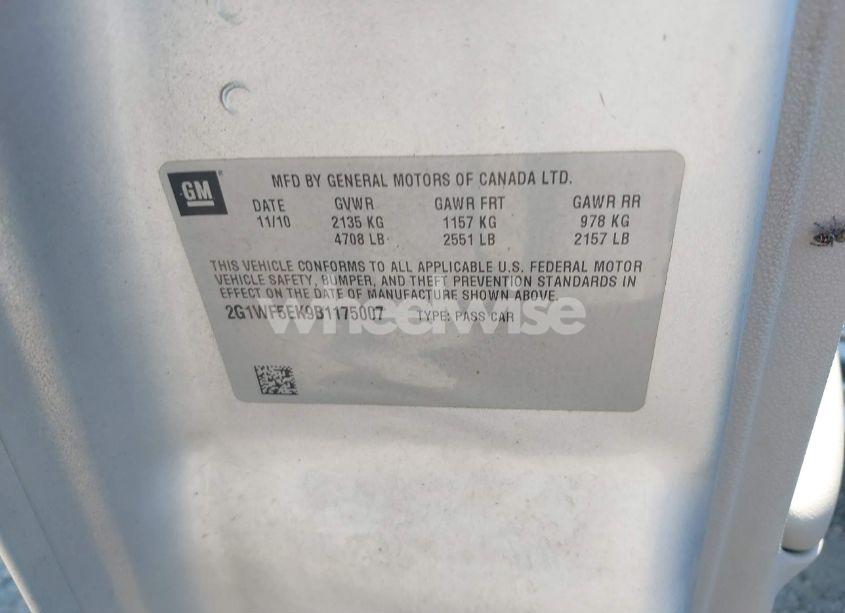 GM
MFD BY GENERAL MOTORS OF CANADA LTD.
DATE GVWR GAWR FRT GAWR RR
11/10 2135 KG 1157 KG 978 KG
4708 LB 2551 LB 2157 LB
THIS VEHICLE CONFORMS TO ALL APPLICABLE U.S. FEDERAL MOTOR
VEHICLE SAFETY, BUMPER, AND THEFT PREVENTION STANDARDS IN
EFFECT ON THE DATE OF MANUFACTURE SHOWN ABOVE.
2G1WF5EK9B1175007 TYPE: PASS CAR
wheelwise